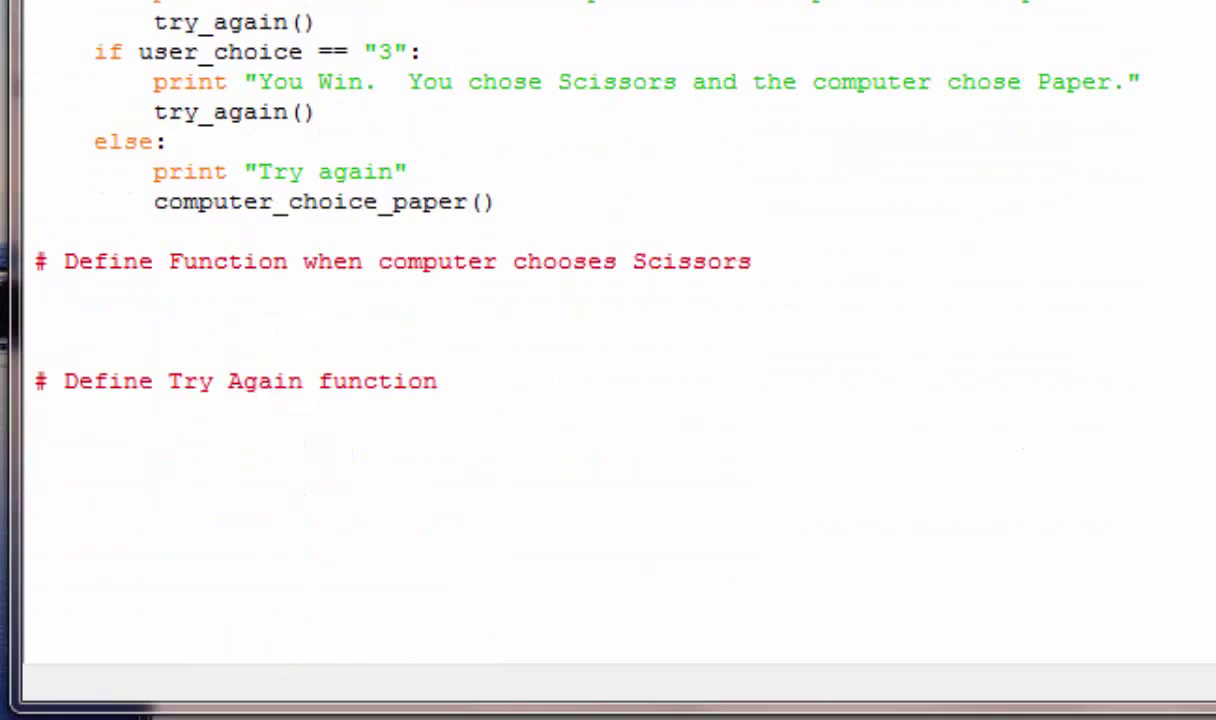 try_again()
if user_choice == "3":
print "You Win.  You chose Scissors and the computer chose Paper."
try_again()
else:
print "Try again"
computer_choice_paper()
# Define Function when computer chooses Scissors
# Define Try Again function